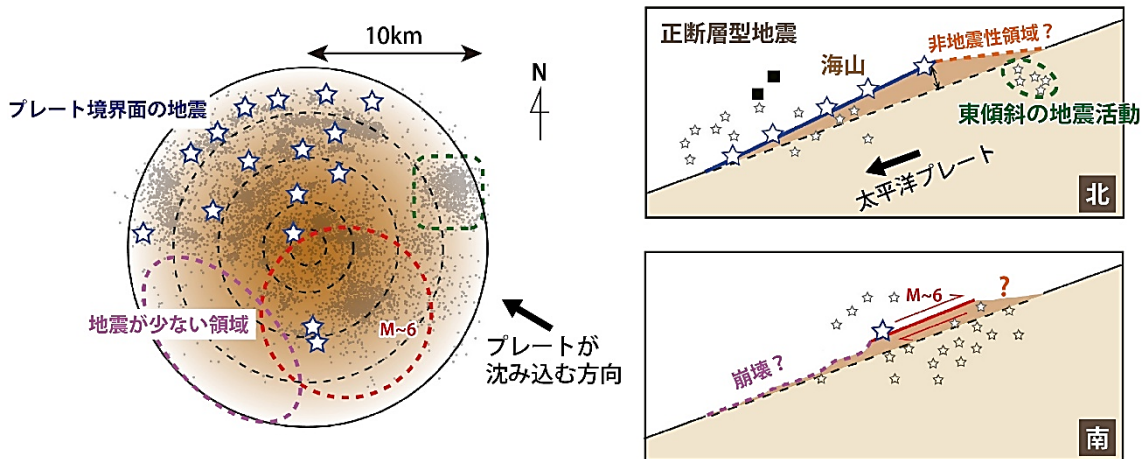 10km
N
プレート境界面の地震
地震が少ない領域
M~6
プレートが
沈み込む方向
正断層型地震
海山
非地震性領域？
東傾斜の地震活動
太平洋プレート
北
M~6
?
崩壊？
南